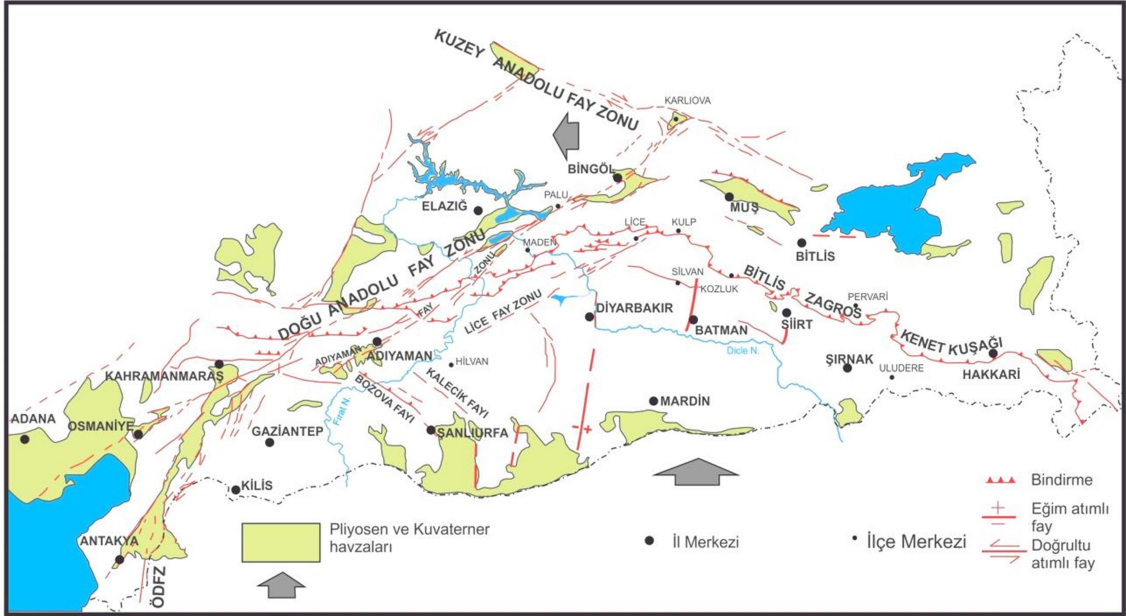 KUZEY ANADOLU FAY ZONU
KARLIOVA
BİNGÖL
PALU
ELAZIĞ
MUŞ
LİCE
KULP
MADEN
BİTLİS
DOĞU ANADOLU FAY ZONU
SİLVAN
KOZLUK
BİTLİS ZAGROS KENET KUŞAĞI
PERVARİ
ADIYAMAN FAY ZONU
LİCE FAY ZONU
DİYARBAKIR
BATMAN
SİİRT
Dicle N.
ADIYAMAN
HİLVAN
ŞIRNAK
ULUDERE
HAKKARİ
KAHRAMANMARAŞ
BOZOVA FAYI
KALECİK FAYI
Fırat N.
MARDİN
ADANA
OSMANİYE
GAZİANTEP
ŞANLIURFA
KİLİS
ANTAKYA
ÖDFZ
Pliyosen ve Kuvaterner
havzaları
İl Merkezi
İlçe Merkezi
Bindirme
Eğim atımlı
fay
Doğrultu
atımlı fay